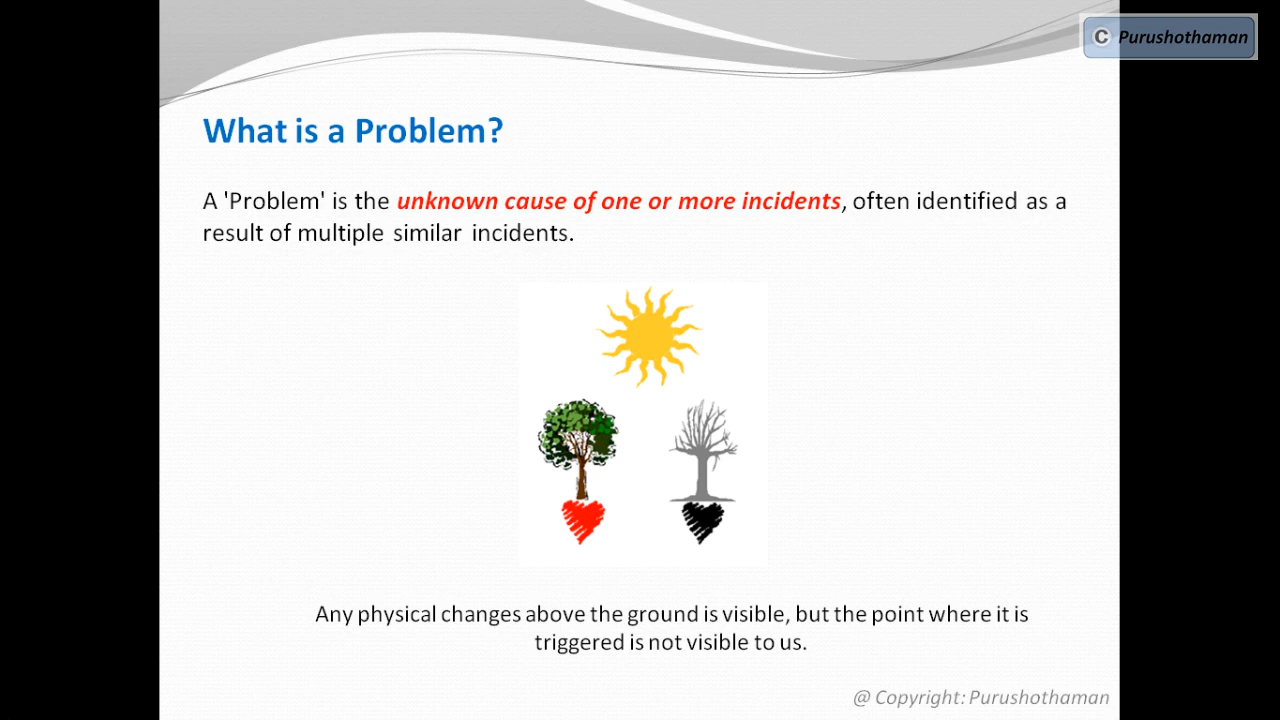 © Purushothaman
What is a Problem?
A 'Problem' is the unknown cause of one or more incidents, often identified as a
result of multiple similar incidents.
Any physical changes above the ground is visible, but the point where it is
triggered is not visible to us.
@ Copyright: Purushothaman